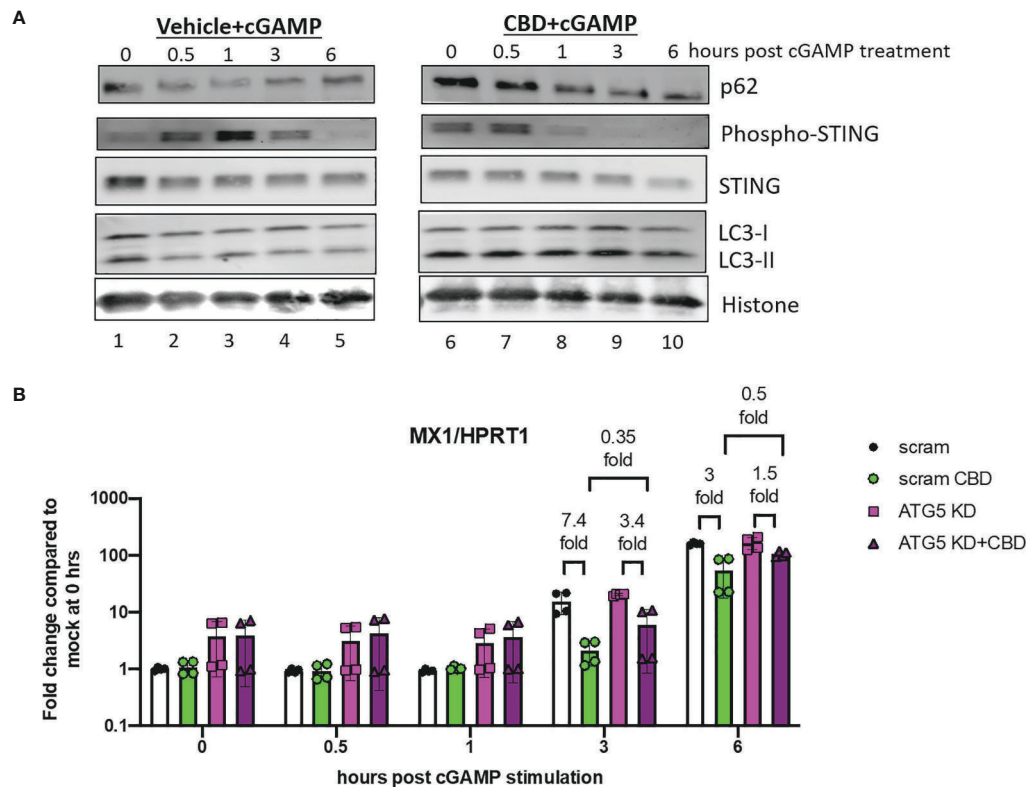 A
Vehicle+cGAMP
CBD+cGAMP
0 0.5 1 3 6
0 0.5 1 3 6 hours post cGAMP treatment
p62
Phospho-STING
STING
LC3-I
LC3-II
Histone
1 2 3 4 5
6 7 8 9 10
B
MX1/HPRT1
0.5
fold
0.35
fold
3
fold
1.5
fold
7.4
fold
3.4
fold
scram
scram CBD
ATG5 KD
ATG5 KD+CBD
Fold change compared to
mock at 0 hrs
1000
100
10
1
0.1
0 0.5 1 3 6
hours post cGAMP stimulation